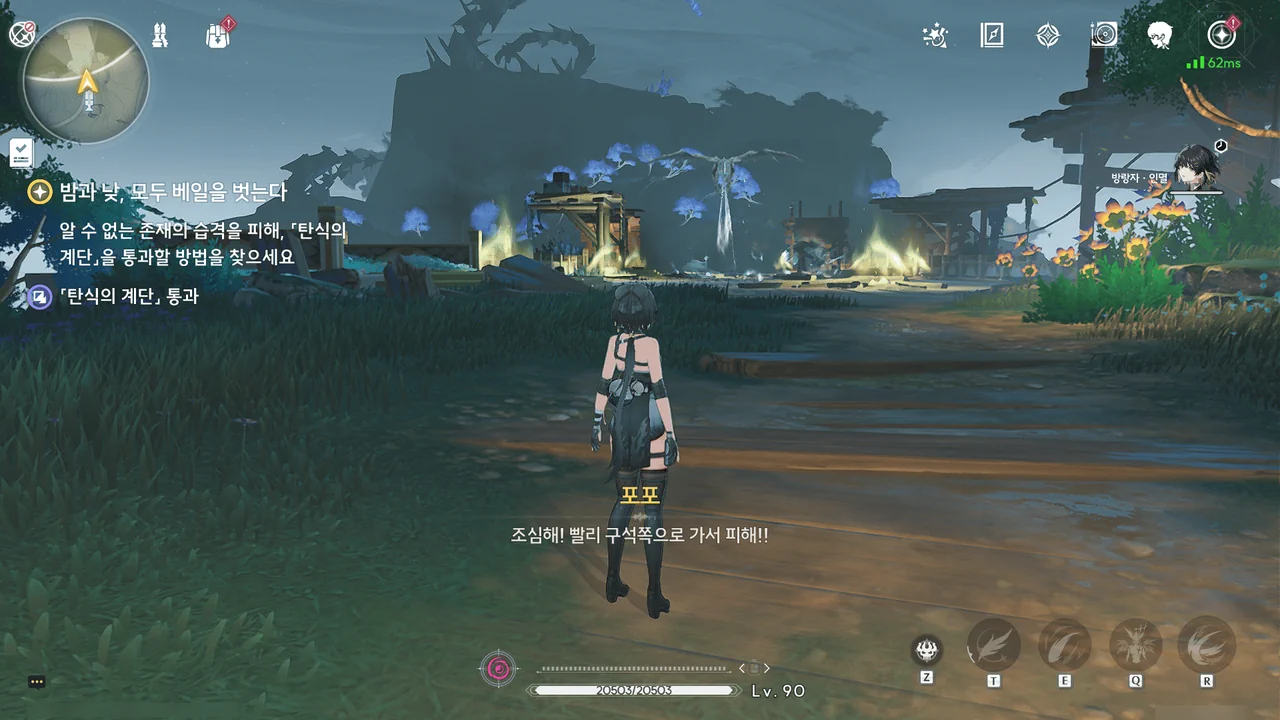 62ms
방랑자 · 인멸
밤과 낮, 모두 베일을 벗는다
알 수 없는 존재의 습격을 피해, 「탄식의
계단」을 통과할 방법을 찾으세요
「탄식의 계단」 통과
포포
조심해! 빨리 구석쪽으로 가서 피해!!
20503/20503
Lv. 90
Z
T
E
Q
R